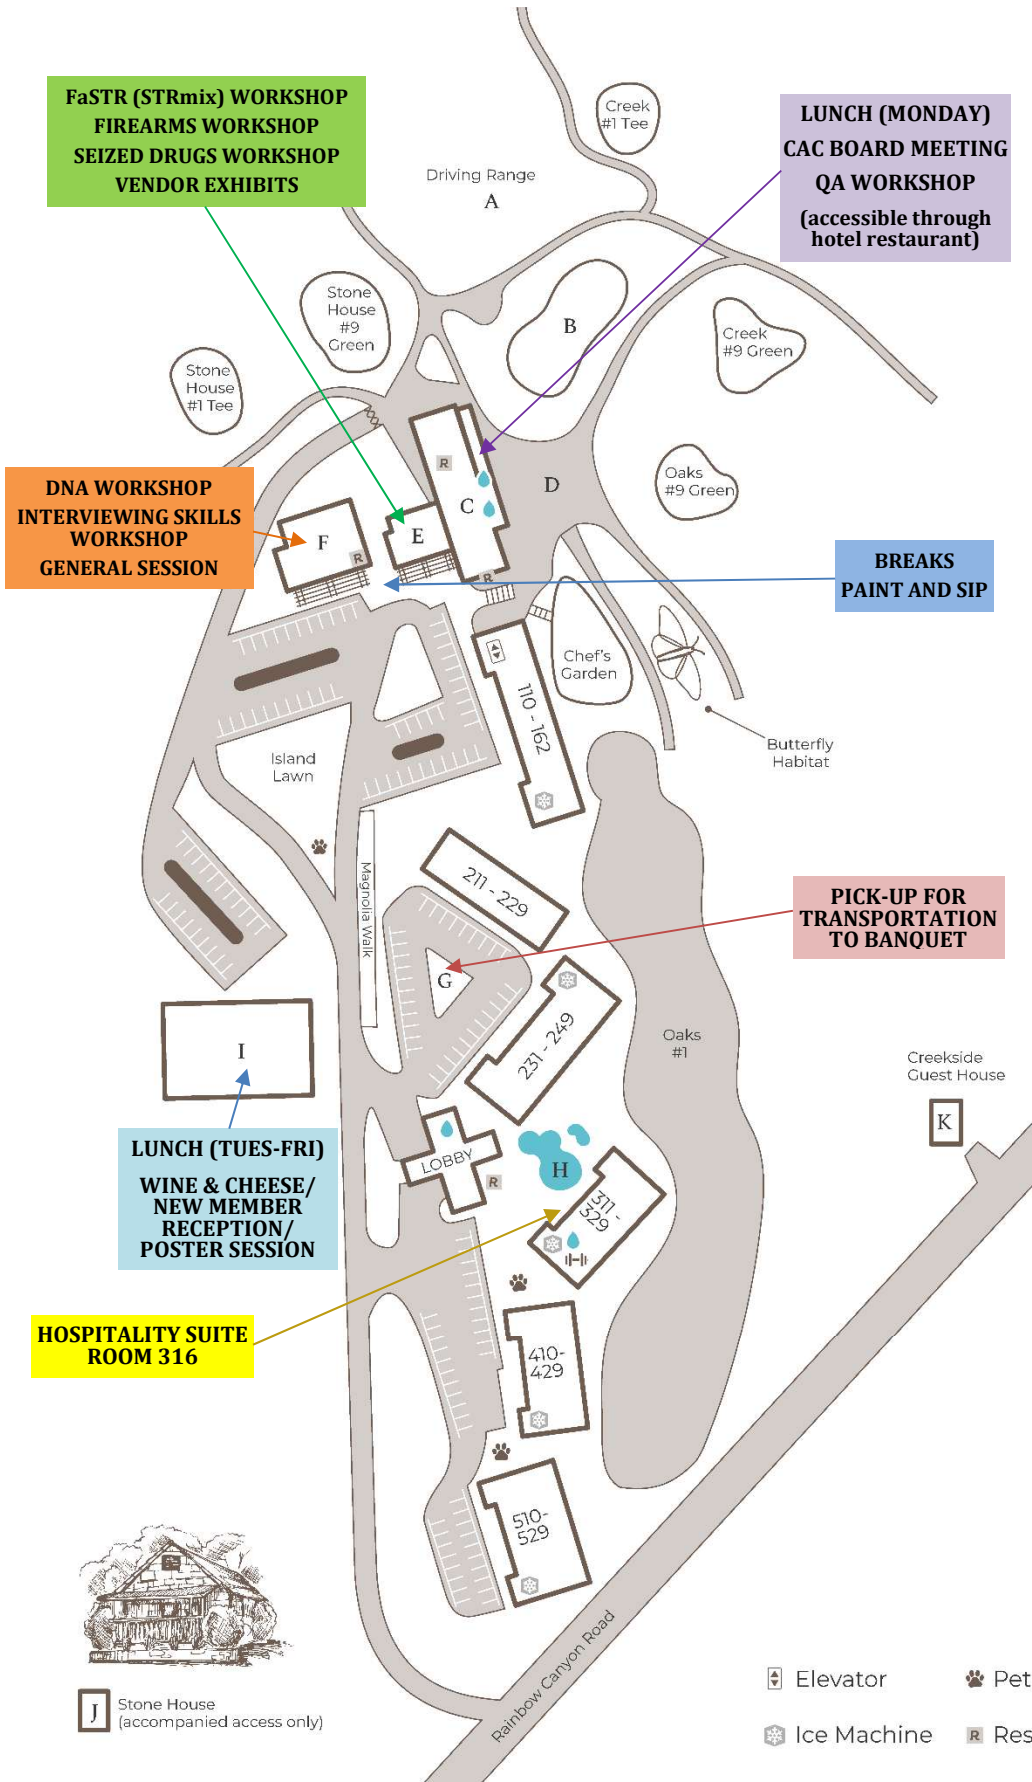 FaSTR (STRmix) WORKSHOP
FIREARMS WORKSHOP
SEIZED DRUGS WORKSHOP
VENDOR EXHIBITS
Creek
#1 Tee
LUNCH (MONDAY)
CAC BOARD MEETING
QA WORKSHOP
(accessible through
hotel restaurant)
Driving Range
A
Stone
House
#9
Green
B
Creek
#9 Green
Stone
House
#1 Tee
R
C
D
Oaks
#9 Green
DNA WORKSHOP
INTERVIEWING SKILLS
WORKSHOP
GENERAL SESSION
F
R
E
R
BREAKS
PAINT AND SIP
Chef's
Garden
110 - 162
Butterfly
Habitat
Island
Lawn
Magnolia Walk
211 - 229
PICK-UP FOR
TRANSPORTATION
TO BANQUET
G
231 - 249
Oaks
#1
I
Creekside
Guest House
K
LUNCH (TUES-FRI)
WINE & CHEESE/
NEW MEMBER
RECEPTION/
POSTER SESSION
LOBBY
R
H
311 -
329
HOSPITALITY SUITE
ROOM 316
410-
429
510-
529
Rainbow Canyon Road
J
Stone House
(accompanied access only)
Elevator
Pet
Ice Machine
R
Res